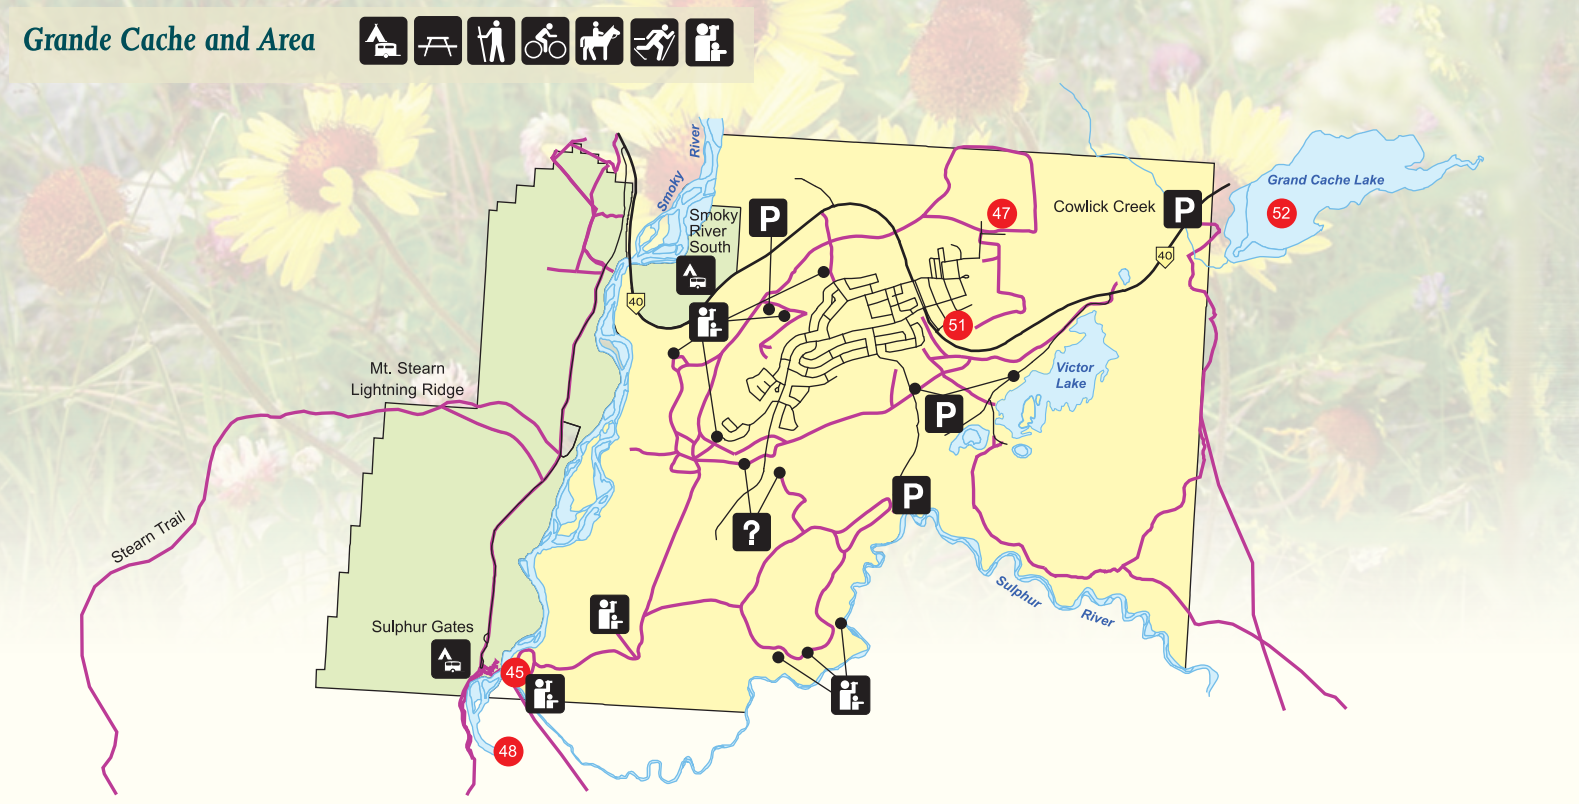 Grande Cache and Area
Smoky
River
Smoky
River
South
P
47
Cowlick Creek
P
Grand Cache Lake
52
40
40
51
Mt. Stearn
Lightning Ridge
Victor
Lake
P
P
Stearn Trail
?
Sulphur
River
Sulphur Gates
45
48